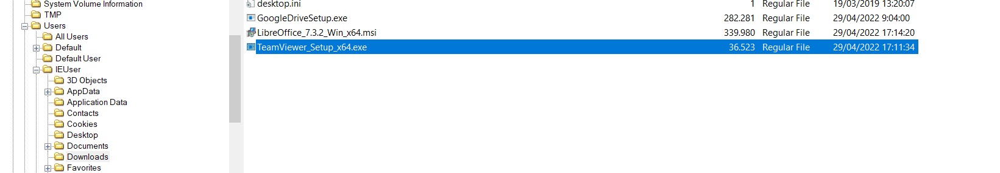 System Volume Information
TMP
Users
All Users
Default
Default User
IEUser
3D Objects
AppData
Application Data
Contacts
Cookies
Desktop
Documents
Downloads
Favorites
desktop.ini 1 Regular File 19/03/2019 13:20:07
GoogleDriveSetup.exe 282.281 Regular File 29/04/2022 9:04:00
LibreOffice_7.3.2_Win_x64.msi 339.980 Regular File 29/04/2022 17:14:20
TeamViewer_Setup_x64.exe 36.523 Regular File 29/04/2022 17:11:34